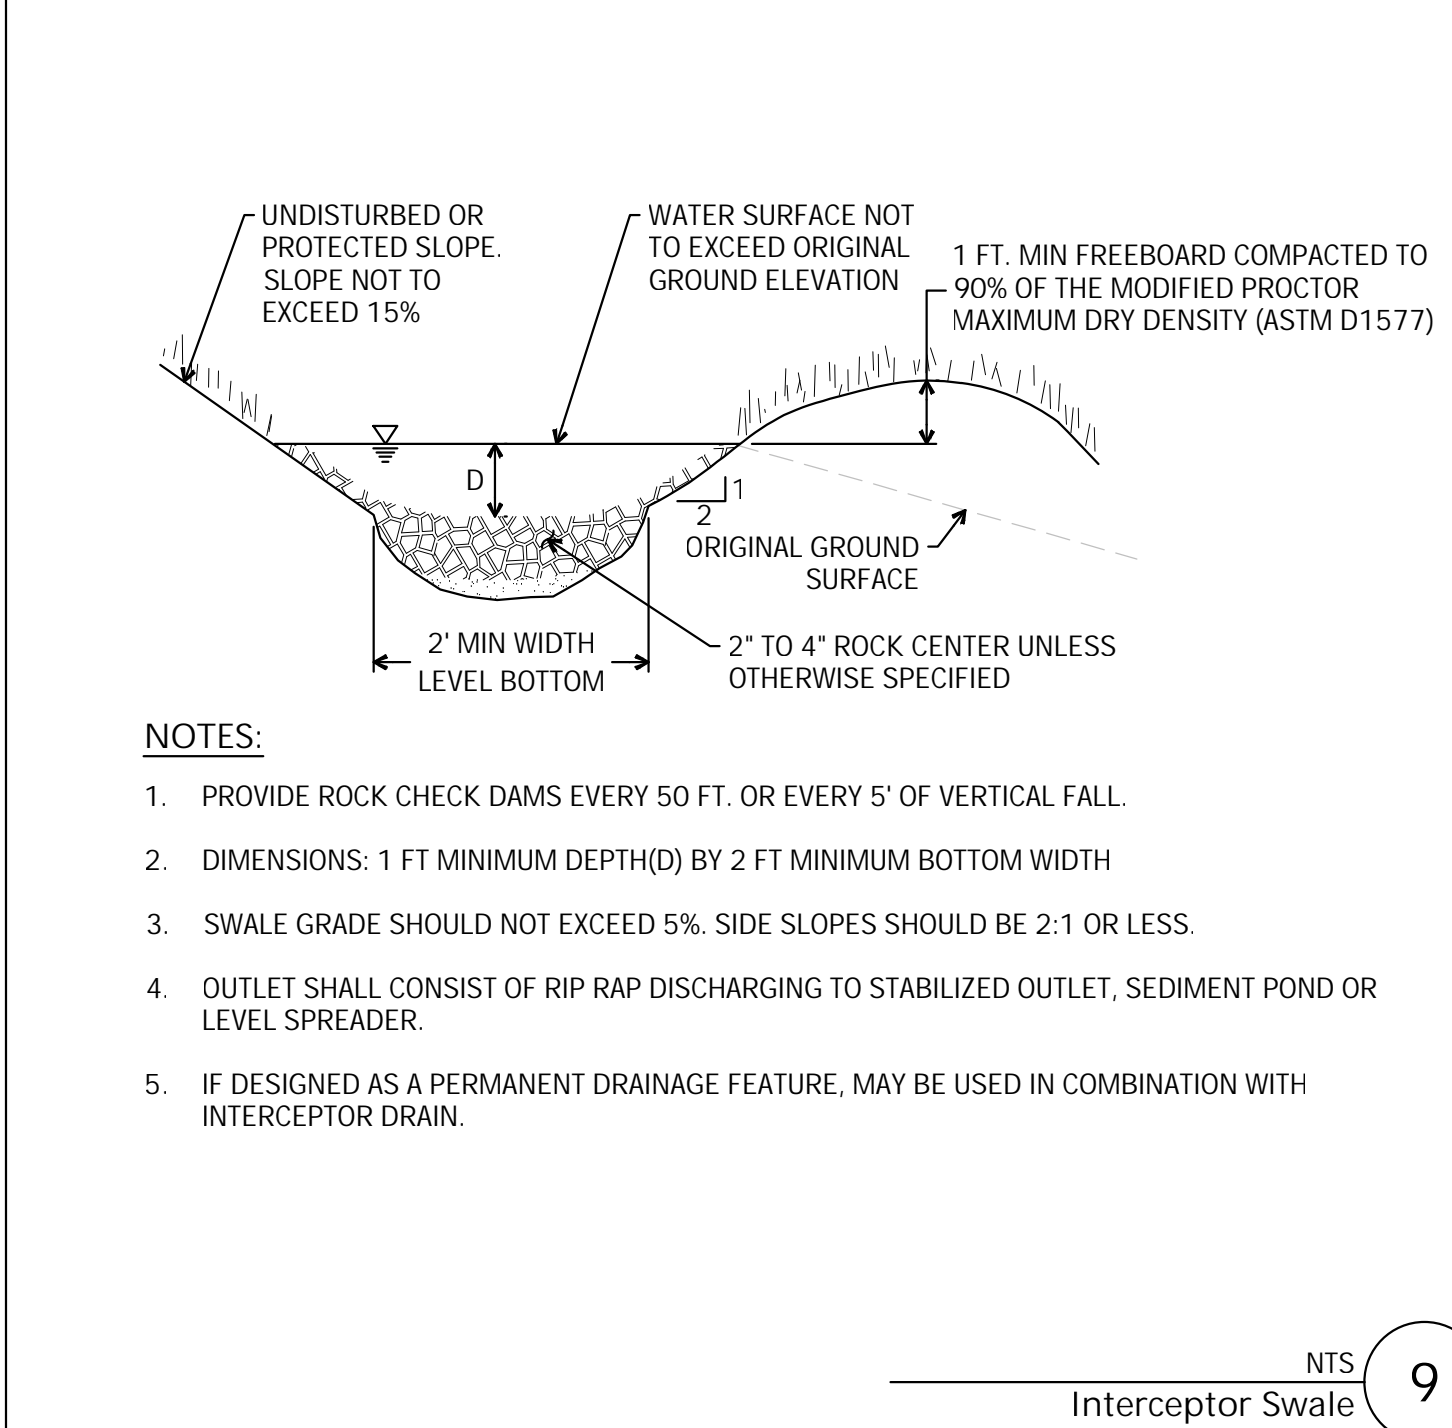 UNDISTURBED OR
PROTECTED SLOPE.
SLOPE NOT TO
EXCEED 15%
WATER SURFACE NOT
TO EXCEED ORIGINAL
GROUND ELEVATION
1 FT. MIN FREEBOARD COMPACTED TO
90% OF THE MODIFIED PROCTOR
MAXIMUM DRY DENSITY (ASTM D1577)
D
1
2
ORIGINAL GROUND
SURFACE
2' MIN WIDTH
LEVEL BOTTOM
2" TO 4" ROCK CENTER UNLESS
OTHERWISE SPECIFIED
NOTES:
1. PROVIDE ROCK CHECK DAMS EVERY 50 FT. OR EVERY 5' OF VERTICAL FALL.
2. DIMENSIONS: 1 FT MINIMUM DEPTH(D) BY 2 FT MINIMUM BOTTOM WIDTH
3. SWALE GRADE SHOULD NOT EXCEED 5%. SIDE SLOPES SHOULD BE 2:1 OR LESS.
4. OUTLET SHALL CONSIST OF RIP RAP DISCHARGING TO STABILIZED OUTLET, SEDIMENT POND OR
LEVEL SPREADER.
5. IF DESIGNED AS A PERMANENT DRAINAGE FEATURE, MAY BE USED IN COMBINATION WITH
INTERCEPTOR DRAIN.
NTS
Interceptor Swale
9